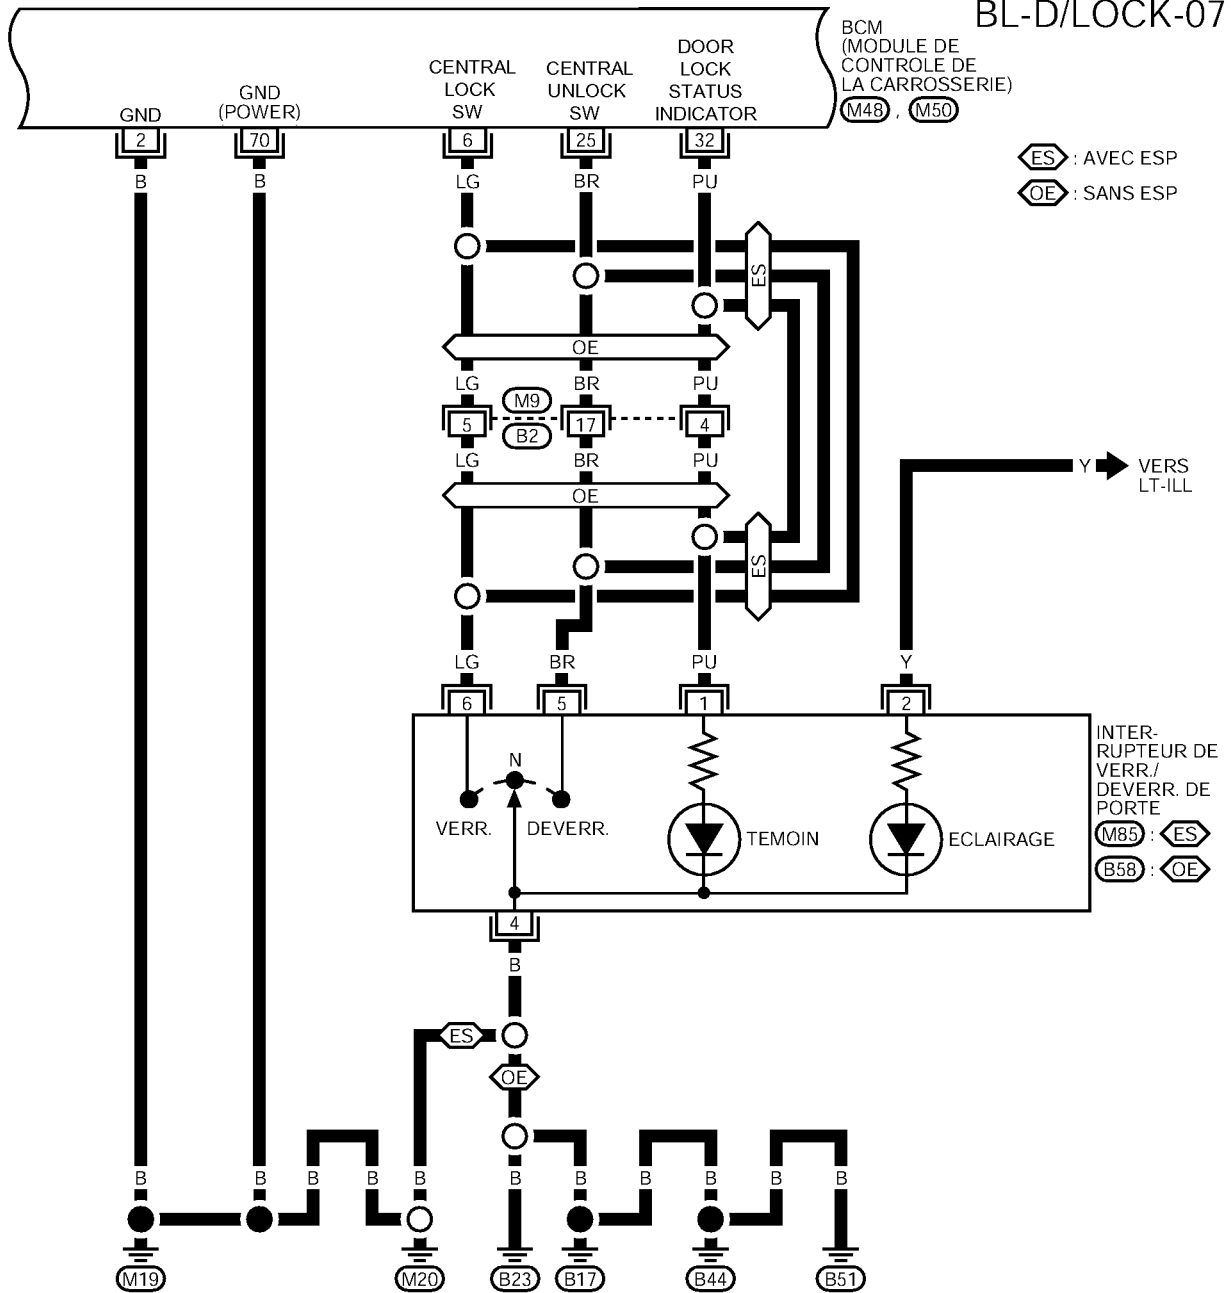 BL-D/LOCK-07
BCM
(MODULE DE
CONTROLE DE
LA CARROSSERIE)
M48 , M50
GND
GND
(POWER)
CENTRAL
LOCK
SW
CENTRAL
UNLOCK
SW
DOOR
LOCK
STATUS
INDICATOR
2 70 6 25 32
B B LG BR PU
ES : AVEC ESP
OE : SANS ESP
ES
OE
LG BR PU
M9
5 17 4
B2
LG BR PU
Y VERS
LT-ILL
OE
ES
LG BR PU Y
6 5 1 2
INTER-
RUPTEUR DE
VERR./
DEVERR. DE
PORTE
M85 : ES
B58 : OE
N
VERR. DEVERR.
TEMOIN
ECLAIRAGE
4
B
ES
OE
B B B B B B B B B B B
M19 M20 B23 B17 B44 B51